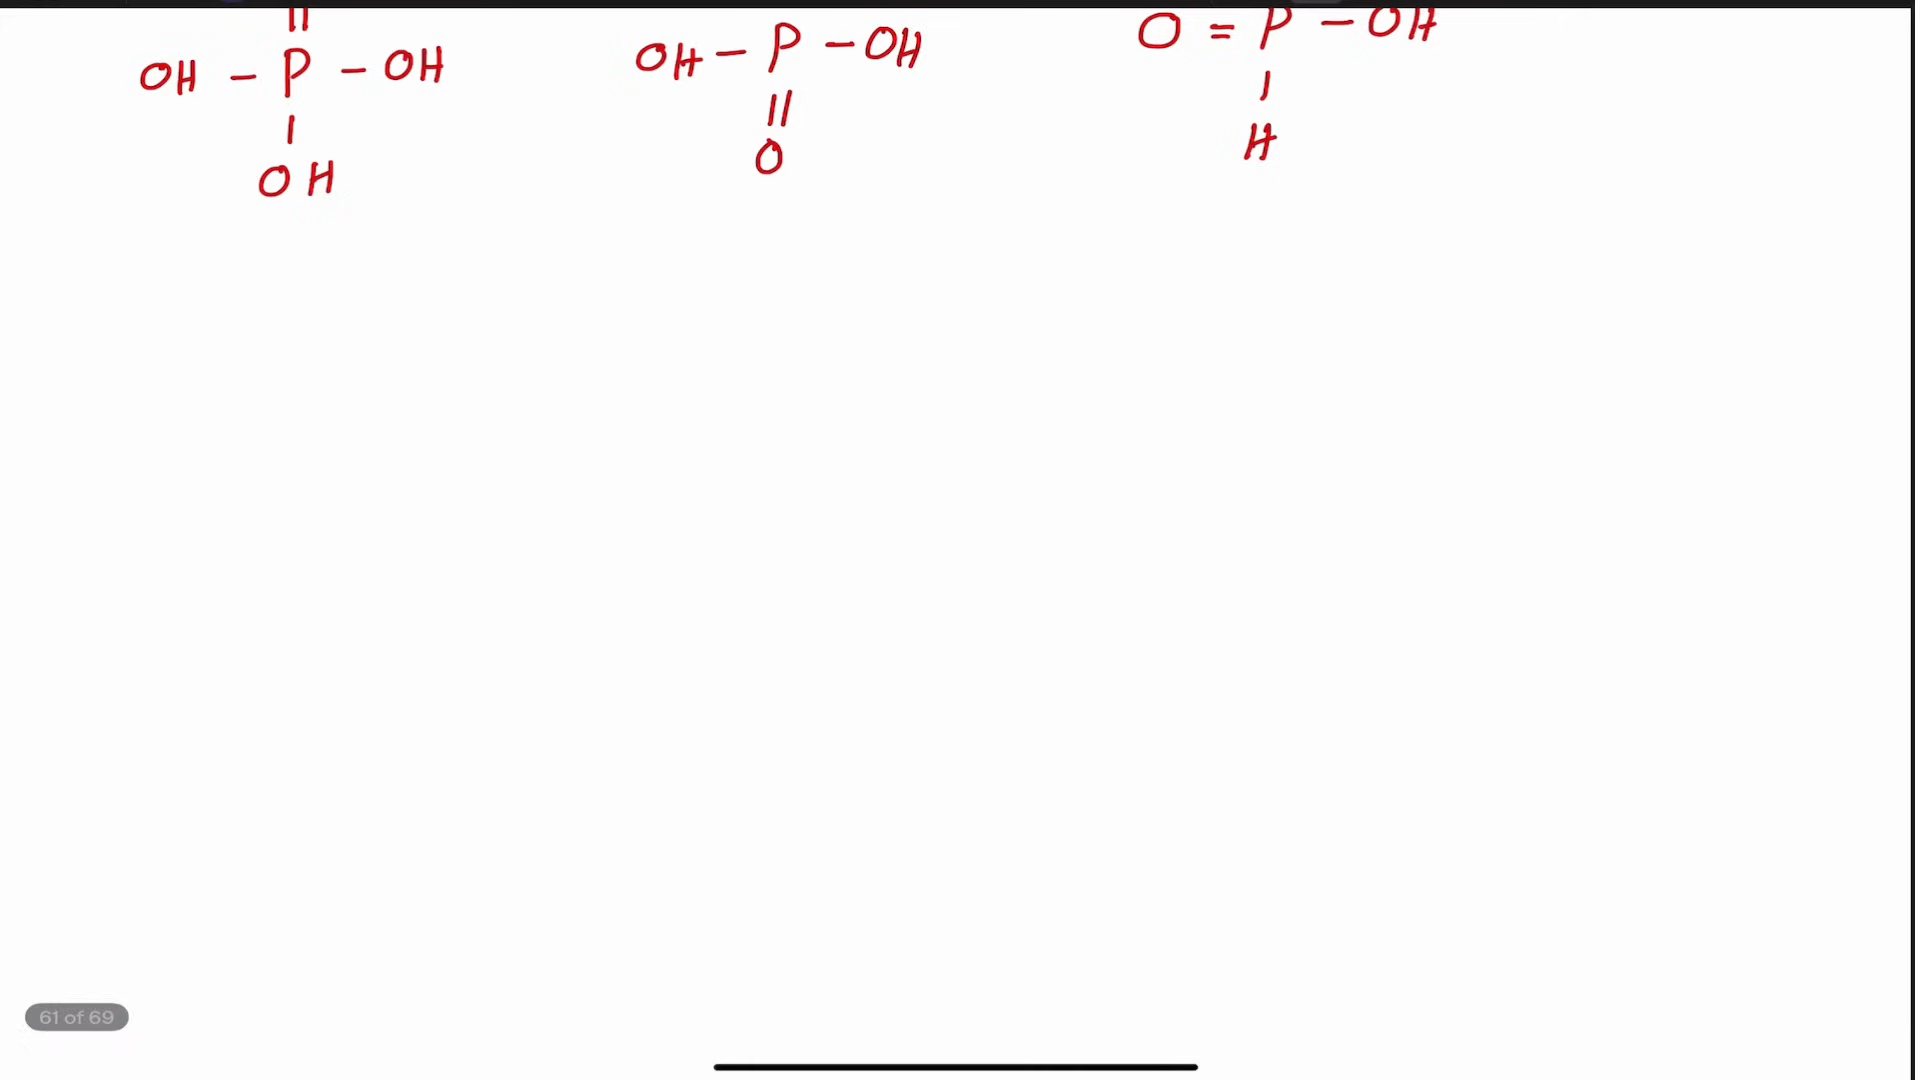 ||
OH - P - OH
|
OH
OH - P - OH
||
O
O = P - OH
|
H
61 of 69